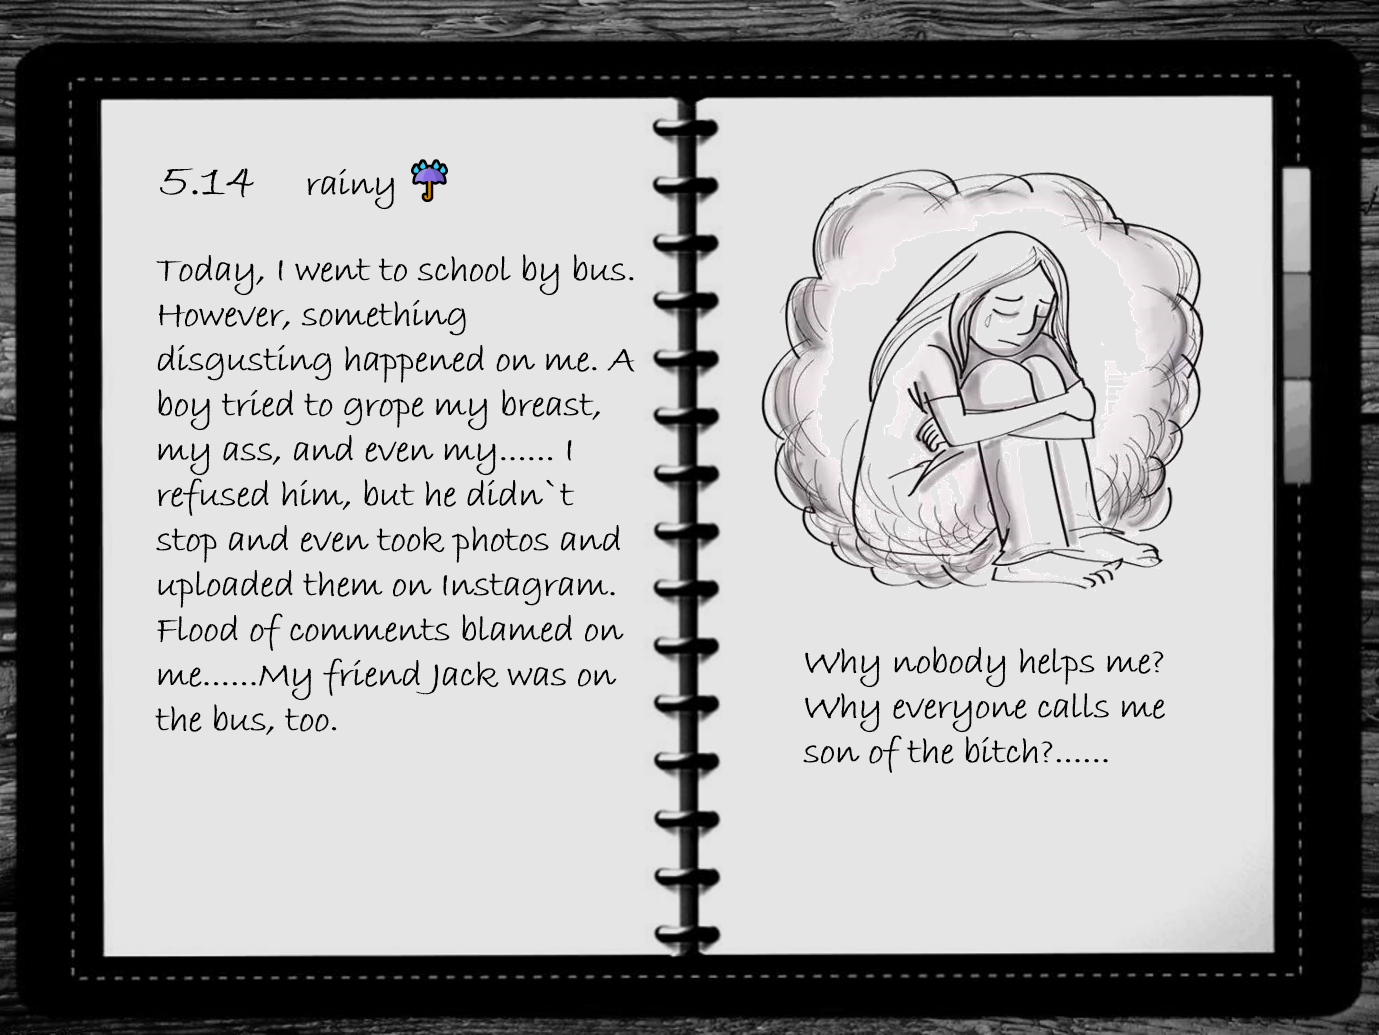 5.14 rainy
Today, I went to school by bus.
However, something
disgusting happened on me. A
boy tried to grope my breast,
my ass, and even my...... I
refused him, but he didn`t
stop and even took photos and
uploaded them on Instagram.
Flood of comments blamed on
me......My friend Jack was on
the bus, too.
Why nobody helps me?
Why everyone calls me
son of the bitch?......